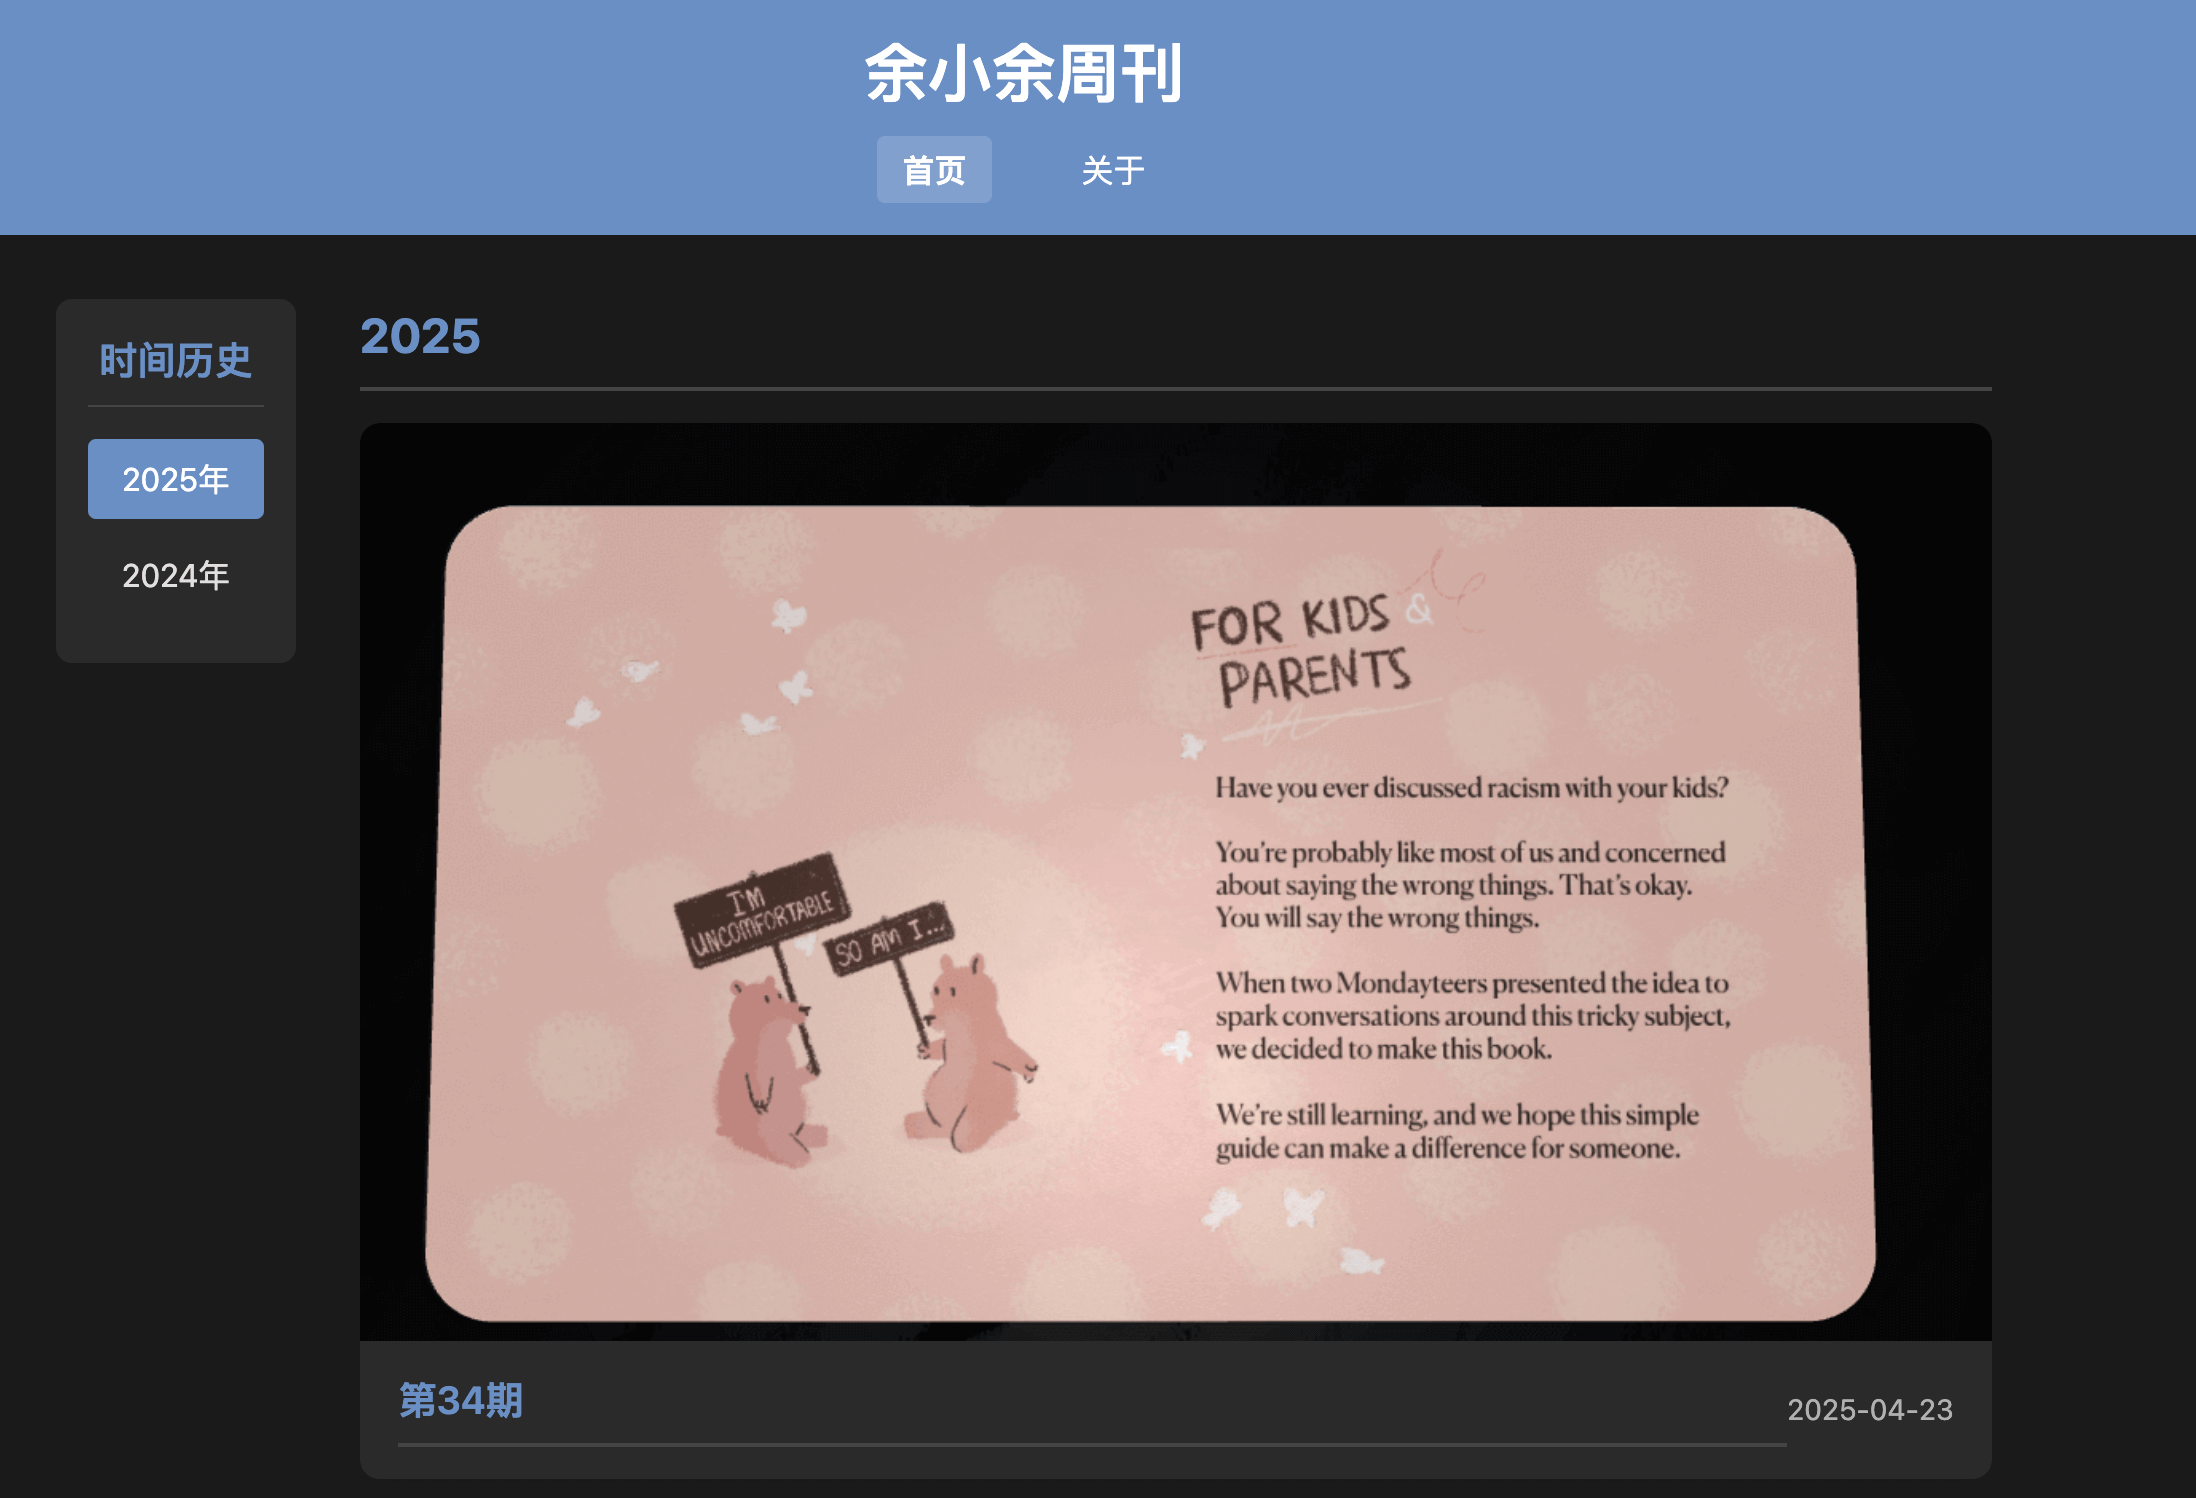 余小余周刊
首页
关于
时间历史
2025年
2024年
2025
FOR KIDS &
PARENTS
Have you ever discussed racism with your kids?
You're probably like most of us and concerned
about saying the wrong things. That's okay.
You will say the wrong things.
When two Mondayteers presented the idea to
spark conversations around this tricky subject,
we decided to make this book.
We're still learning, and we hope this simple
guide can make a difference for someone.
I'M
UNCOMFORTABLE
SO AM I...
第34期
2025-04-23